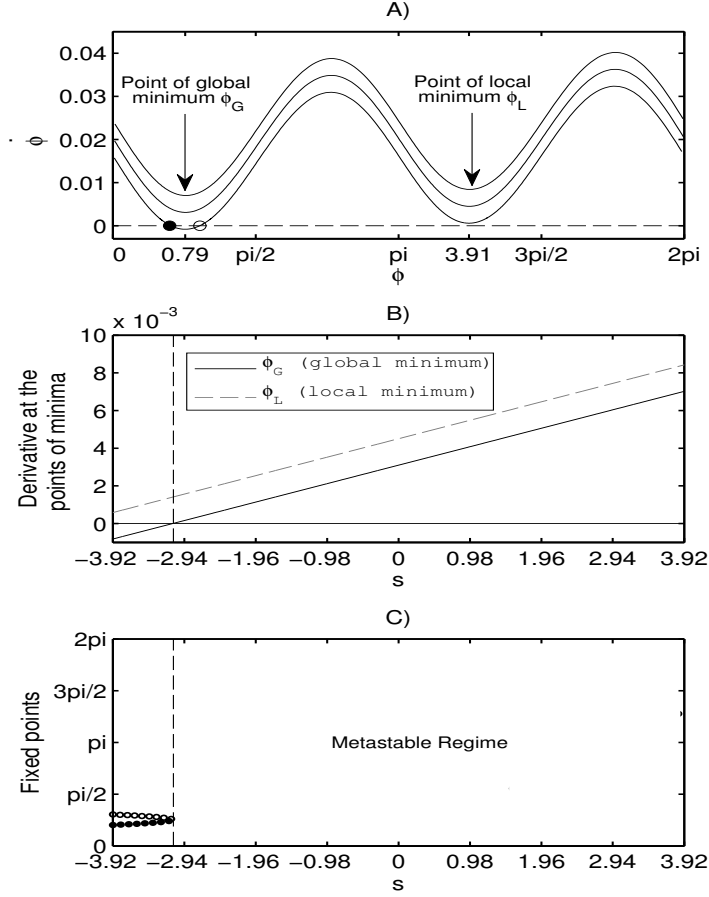 A)
0.04
0.03
0.02
0.01
0
Point of global
minimum ϕG
Point of local
minimum ϕL
ϕ̇
0 0.79 pi/2 pi 3.91 3pi/2 2pi
ϕ
B)
x 10−3
10
8
6
4
2
0
ϕG (global minimum)
ϕL (local minimum)
Derivative at the
points of minima
−3.92 −2.94 −1.96 −0.98 0 0.98 1.96 2.94 3.92
s
C)
2pi
3pi/2
pi
pi/2
0
Metastable Regime
Fixed points
−3.92 −2.94 −1.96 −0.98 0 0.98 1.96 2.94 3.92
s